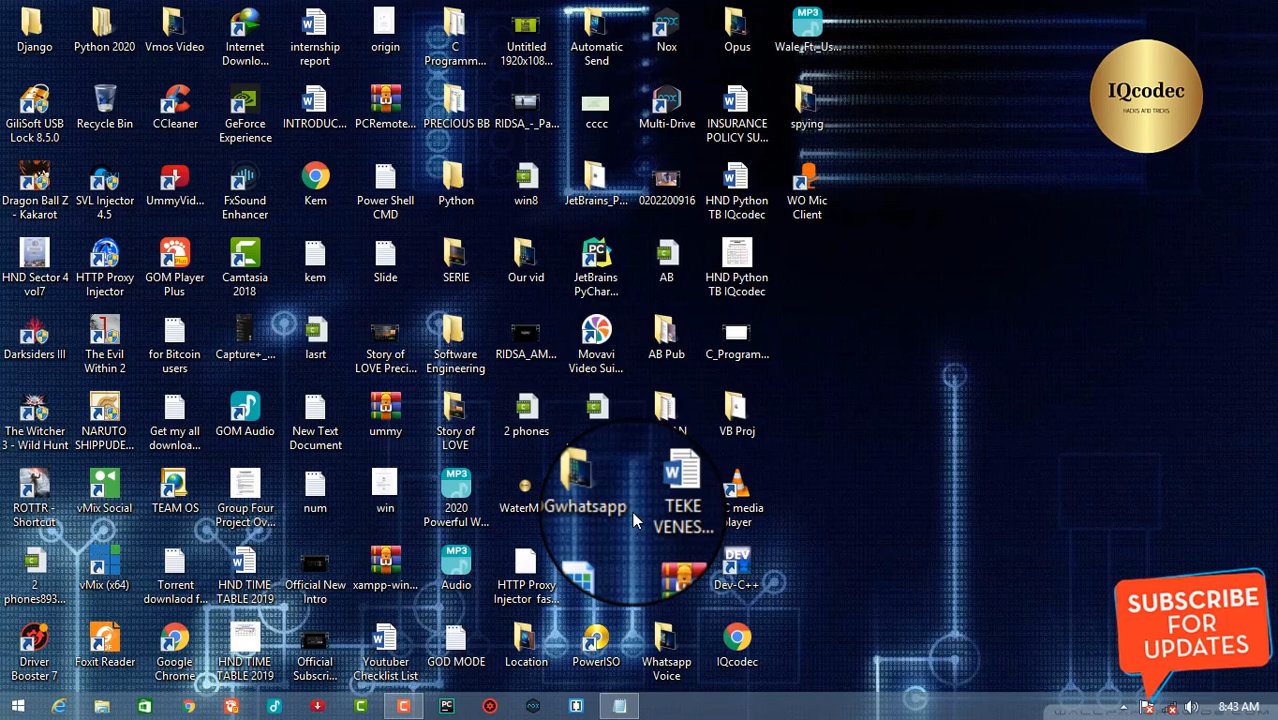 Django
Python 2020
Vroms Video
Internet
Downlo...
internship
report
origin
C
Programm...
Untitled
1920x108...
Automatic
Send
Nox
Opus
Wale_Ft_Us...
IQcodec
HACKS AND TRICKS
GiliSoft USB
Lock 8.5.0
Recycle Bin
CCleaner
GeForce
Experience
INTRODUC...
PCRemote...
PRECIOUS BB
RIDSA_-_Pa...
cccc
Multi-Drive
INSURANCE
POLICY SU...
spying
Dragon Ball Z
- Kakarot
SVL Injector
4.5
UmmyVid...
FxSound
Enhancer
Kem
Power Shell
CMD
Python
win8
JetBrains_P...
0202200916
HND Python
TB IQcodec
WO Mic
Client
HND Order 4
vol7
HTTP Proxy
Injector
GOM Player
Plus
Camtasia
2018
kem
Slide
SERIE
Our vid
JetBrains
PyChar...
AB
HND Python
TB IQcodec
Darksiders III
The Evil
Within 2
for Bitcoin
users
Capture+_...
lasrt
Story of
LOVE Preci...
Software
Engineering
RIDSA_AM...
Movavi
Video Sui...
AB Pub
C_Program...
The Witcher
3 - Wild Hunt
NARUTO
SHIPPUDE...
Get my all
downloa...
GOM Audio
New Text
Document
ummy
Story of
LOVE
2 phones
VB Proj
ROTTR -
Shortcut
vMix Social
TEAM OS
Group Four
Project Ov...
num
win
MP3
2020
Powerful W...
WaterM
Gwhatsapp
TEKE
VENES...
C media
player
2
phones893...
vMix (x64)
Torrent
downlaod f...
HND TIME
TABLE 2019
Official New
Intro
xampp-win...
MP3
Audio
HTTP Proxy
Injector fas
DEV
Dev-C++
Driver
Booster 7
Foxit Reader
Google
Chrome
HND TIME
TABLE 2019
Official
Subscri...
Youtuber
Checklist List
GOD MODE
Location
PowerISO
Whatsapp
Voice
IQcodec
SUBSCRIBE
FOR
UPDATES
8:43 AM